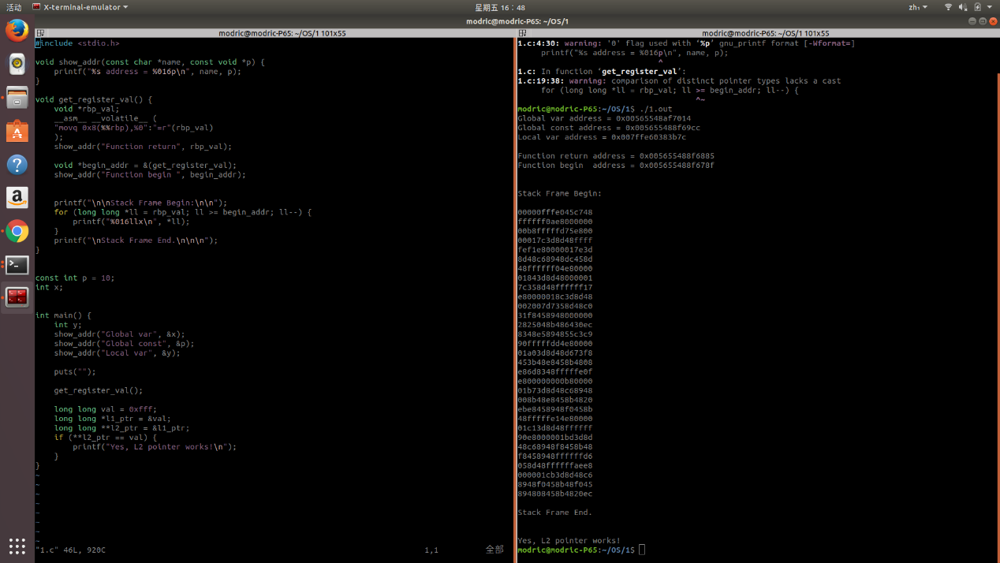 活动
X-terminal-emulator
星期五 16：48
zh₁
modric@modric-P65: ~/OS/1
modric@modric-P65: ~/OS/1 101x55
#include <stdio.h>
void show_addr(const char *name, const void *p) {
    printf("%s address = %016p\n", name, p);
}
void get_register_val() {
    void *rbp_val;
    __asm__ __volatile__ (
    "movq 0x8(%%rbp),%0":"=r"(rbp_val)
    );
    show_addr("Function return", rbp_val);
    void *begin_addr = &(get_register_val);
    show_addr("Function begin ", begin_addr);
    printf("\n\nStack Frame Begin:\n\n");
    for (long long *ll = rbp_val; ll >= begin_addr; ll--) {
        printf("%016llx\n", *ll);
    }
    printf("\nStack Frame End.\n\n\n");
}
const int p = 10;
int x;
int main() {
    int y;
    show_addr("Global var", &x);
    show_addr("Global const", &p);
    show_addr("Local var", &y);
    puts("");
    get_register_val();
    long long val = 0xfff;
    long long *l1_ptr = &val;
    long long **l2_ptr = &l1_ptr;
    if (**l2_ptr == val) {
        printf("Yes, L2 pointer works!\n");
    }
}
~
~
~
~
~
~
~
~
"1.c" 46L, 920C
1,1
全部
modric@modric-P65: ~/OS/1 101x55
1.c:4:30: warning: '0' flag used with ‘%p’ gnu_printf format [-Wformat=]
     printf("%s address = %016p\n", name, p);
                              ^
1.c: In function ‘get_register_val’:
1.c:19:38: warning: comparison of distinct pointer types lacks a cast
     for (long long *ll = rbp_val; ll >= begin_addr; ll--) {
                                      ^~
modric@modric-P65:~/OS/1$ ./1.out
Global var address = 0x00565548af7014
Global const address = 0x005655488f69cc
Local var address = 0x007ffe60383b7c
Function return address = 0x005655488f6885
Function begin  address = 0x005655488f678f
Stack Frame Begin:
00000fffe045c748
ffffff0ae8000000
00b8fffffd75e800
00017c3d8d48ffff
fef1e80000017e3d
8d48c68948dc458d
48ffffff04e80000
01843d8d48000001
7c358d48ffffff17
e80000018c3d8d48
002007d7358d48c0
31f8458948000000
2825048b486430ec
8348e5894855c3c9
90fffffdd4e80000
01a03d8d48d673f8
453b48e8458b4808
e86d8348fffffe0f
e800000000b80000
01b73d8d48c68948
008b48e8458b4820
ebe8458948f0458b
48fffffe14e80000
01c13d8d48ffffff
90e8000001bd3d8d
48c68948f8458b48
f8458948ffffffd6
058d48ffffffaee8
000001cb3d8d48c6
8948f0458b48f045
894808458b4820ec
Stack Frame End.
Yes, L2 pointer works!
modric@modric-P65:~/OS/1$